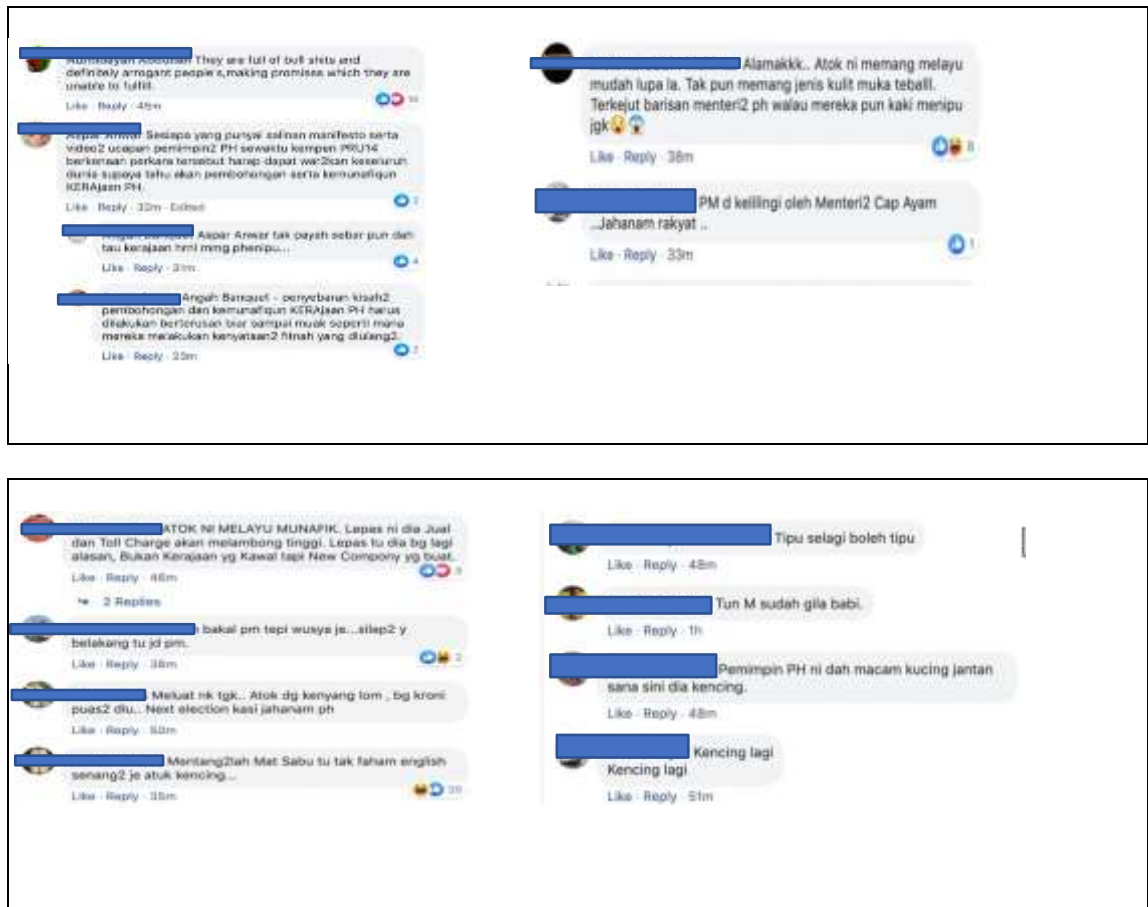 They are full of bull shits and
definitely arrogant people's,making promises which they are
unable to fulfill.
Like · Reply · 45m
Sesiapa yang punyai salinan manifesto serta
video2 ucapan pemimpin2 PH sewaktu kempen PRU14
berkenaan perkara tersebut harap dapat war2kan keseluruh
dunia supaya tahu akan pembohongan serta kemunafiqun
KERAjaan PH.
Like · Reply · 32m · Edited
Aspar Anwar tak payah sebar pun dah
tau kerajaan hrni mmg phenipu...
Like · Reply · 31m
4
Angah Banquet - penyebaran kisah2
pembohongan dan kemunafiqun KERAjaan PH harus
dilakukan berterusan biar sampai muak seperti mana
mereka melakukan kenyataan2 fitnah yang diulang2.
Like · Reply · 25m
Alamakkk.. Atok ni memang melayu
mudah lupa la. Tak pun memang jenis kulit muka teballl.
Terkejut barisan menteri2 ph walau mereka pun kaki menipu
jgk😮😱
Like · Reply · 38m
8
PM d kelilingi oleh Menteri2 Cap Ayam
..Jahanam rakyat ..
Like · Reply · 33m
1
ATOK NI MELAYU MUNAFIK. Lepas ni dia Jual
dan Toll Charge akan melambong tinggi. Lepas tu dia bg lagi
alasan, Bukan Kerajaan yg Kawal tapi New Compony yg buat.
Like · Reply · 46m
2 Replies
bakal pm tepi wusya je...silap2 y
belakang tu jd pm.
Like · Reply · 38m
2
Meluat nk tgk.. Atok dg kenyang lom , bg kroni
puas2 dlu.. Next election kasi jahanam ph
Like · Reply · 50m
Mentang2lah Mat Sabu tu tak faham english
senang2 je atuk kencing...
Like · Reply · 35m
Tipu selagi boleh tipu
Like · Reply · 48m
Tun M sudah gila babi.
Like · Reply · 1h
Pemimpin PH ni dah macam kucing jantan
sana sini dia kencing.
Like · Reply · 48m
Kencing lagi
Kencing lagi
Like · Reply · 51m